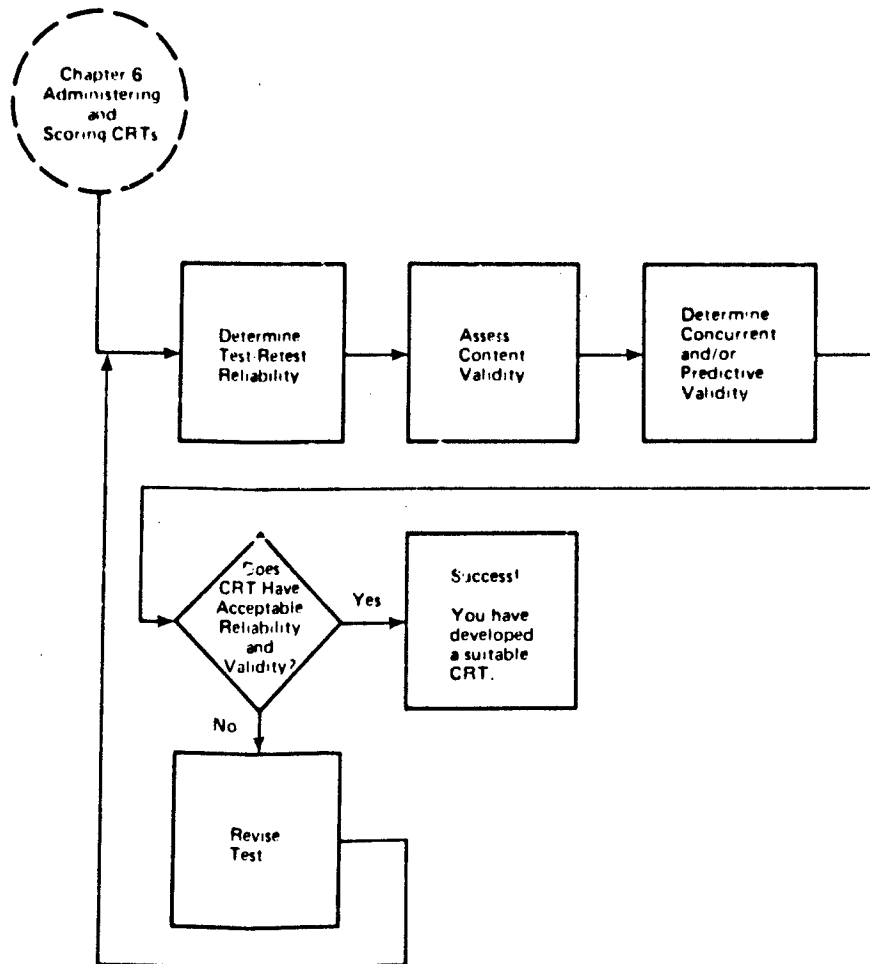 Chapter 6
Administering
and
Scoring CRTs
Determine
Test-Retest
Reliability
Assess
Content
Validity
Determine
Concurrent
and/or
Predictive
Validity
Does
CRT Have
Acceptable
Reliability
and
Validity?
Yes
Success!
You have
developed
a suitable
CRT.
No
Revise
Test